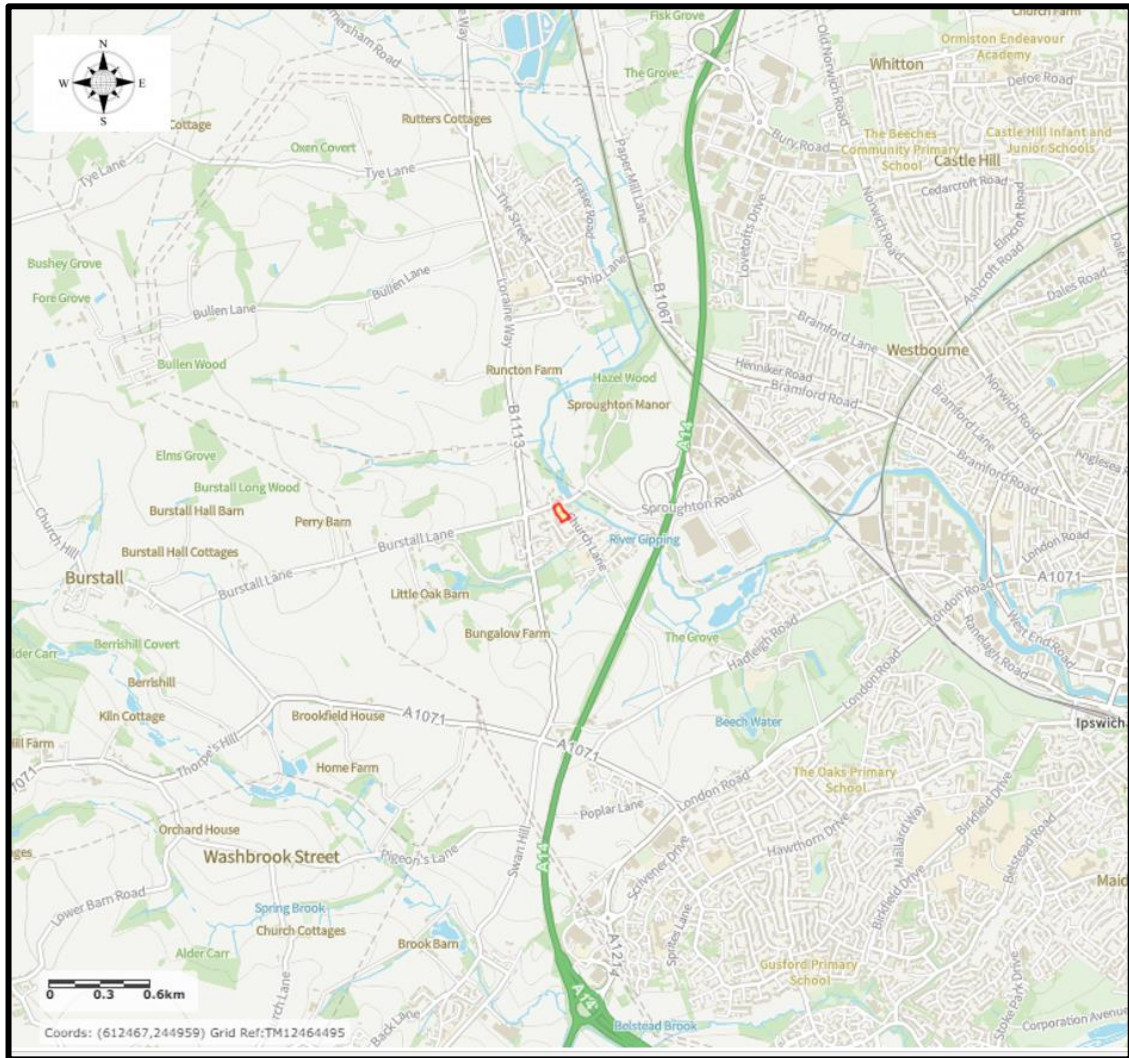 Fisk Grove
Church Farm
Ormiston Endeavour
Academy
N
W
E
S
The Grove
Old Norwich Road
Whitton
Defoe Road
Cottage
Rutters Cottages
Bury Road
The Beeches
Community Primary
School
Castle Hill Infant and
Junior Schools
Castle Hill
Oxen Covert
Tye Lane
Tye Lane
Paper Mill Lane
Cedarcroft Road
The Street
Fraser Road
Lovetofts Drive
Norwich Road
Elmcroft Road
Ashcroft Road
Bushey Grove
Fore Grove
Bullen Lane
Bullen Lane
Ship Lane
Loraine Way
B1067
Dales Road
Bramford Lane
Westbourne
Bullen Wood
Runcton Farm
Hazel Wood
Henniker Road
Bramford Road
Norwich Road
Sproughton Manor
B1113
A14
Bramford Lane
Elms Grove
Burstall Long Wood
Bramford Road
Burstall Hall Barn
Perry Barn
Sproughton Road
Church Hill
Burstall Lane
Church Lane
River Gipping
London Road
Burstall Hall Cottages
Burstall
Burstall Lane
Little Oak Barn
A1071
London Road
West End Road
Ranelagh Road
Bungalow Farm
The Grove
Hadleigh Road
Berrishill Covert
Alder Carr
Berrishill
London Road
Kiln Cottage
Brookfield House
A1071
Beech Water
Ipswich
Thorpe's Hill
A1071
Home Farm
The Oaks Primary
School
Poplar Lane
London Road
Hawthorn Drive
Mallard Way
Birkfield Drive
Belstead Road
Orchard House
Washbrook Street
Pigeon's Lane
Swan Hill
A14
Scrivener Drive
Birkfield Drive
Lower Barn Road
Spring Brook
Church Cottages
Sprites Lane
Alder Carr
Brook Barn
A1214
Gusford Primary
School
Stoke Park Drive
0 0.3 0.6km
Back Lane
A14
Belstead Brook
Corporation Avenue
Coords: (612467,244959) Grid Ref:TM12464495